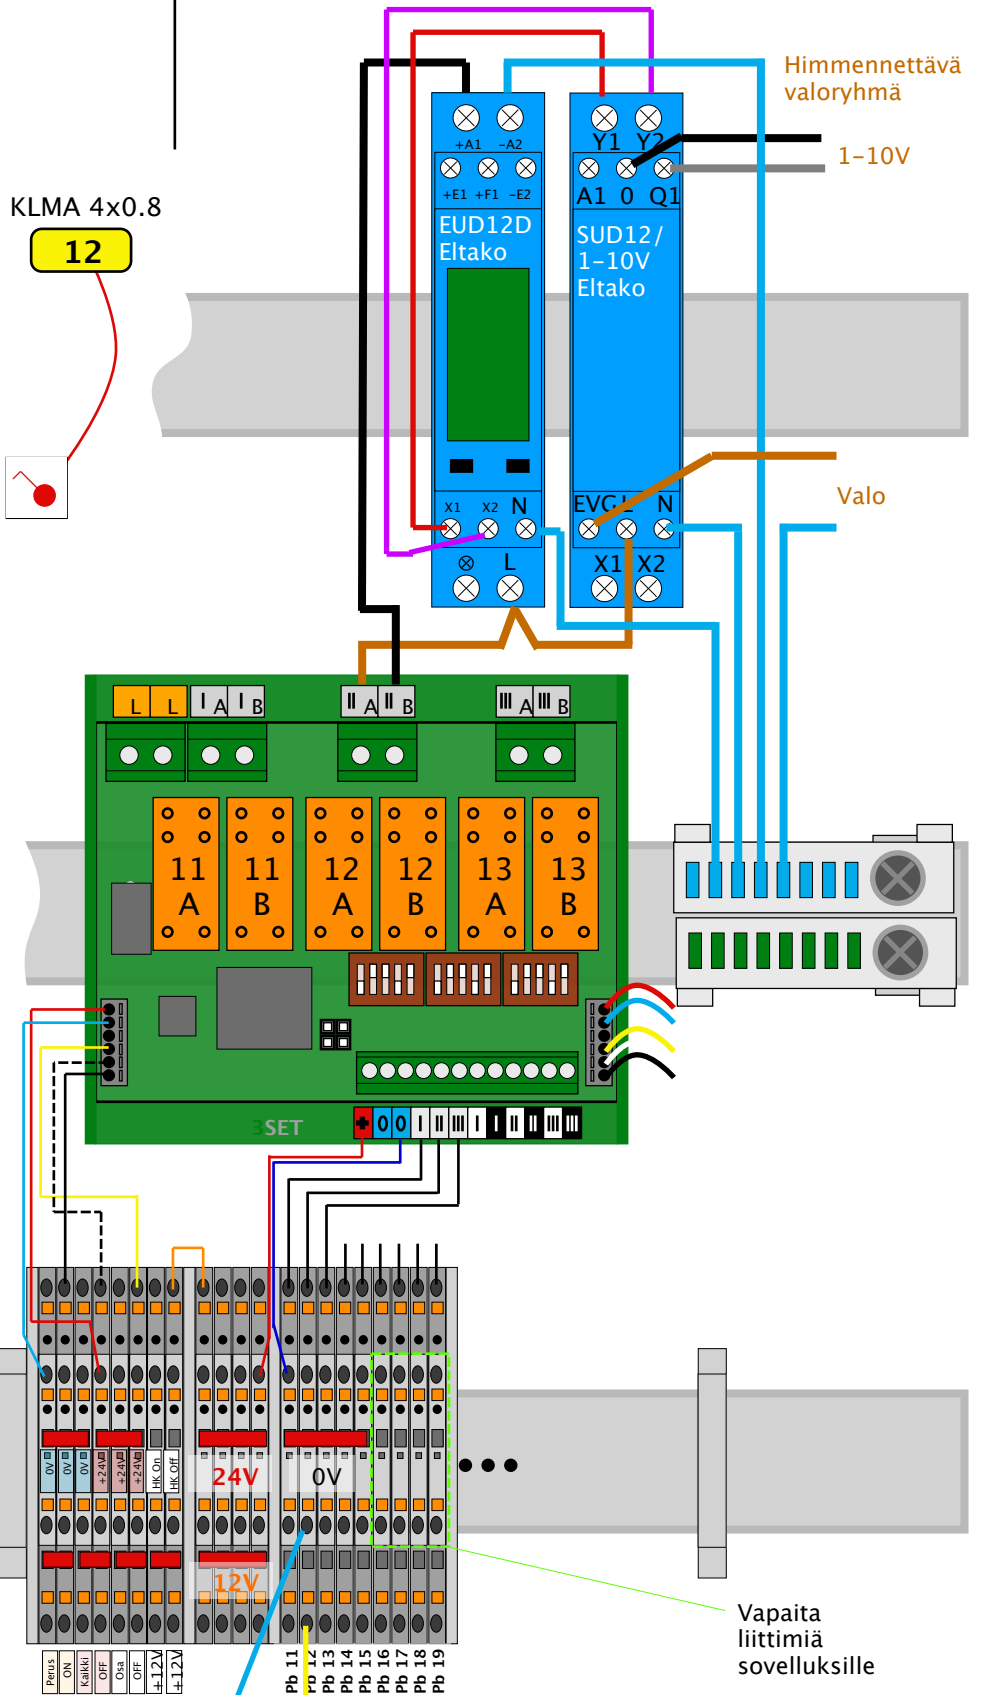 Himmennettävä
valoryhmä
1-10V
KLMA 4x0.8
12
+A1 -A2
+E1 +F1 -E2
EUD12D
Eltako
X1 X2 N
L
Y1 Y2
A1 0 Q1
SUD12/
1-10V
Eltako
EVG L N
X1 X2
Valo
L L I A I B
II A II B
III A III B
11 A
11 B
12 A
12 B
13 A
13 B
3SET
+ 0 0 I II III I I II II III III
0V 0V 0V +24V +24V +24V HK On HK Off
24V
0V
12V
Perus ON Kaikki OFF Osa OFF +12V +12V
Pb 11 Pb 12 Pb 13 Pb 14 Pb 15 Pb 16 Pb 17 Pb 18 Pb 19
Vapaita
liittimiä
sovelluksille